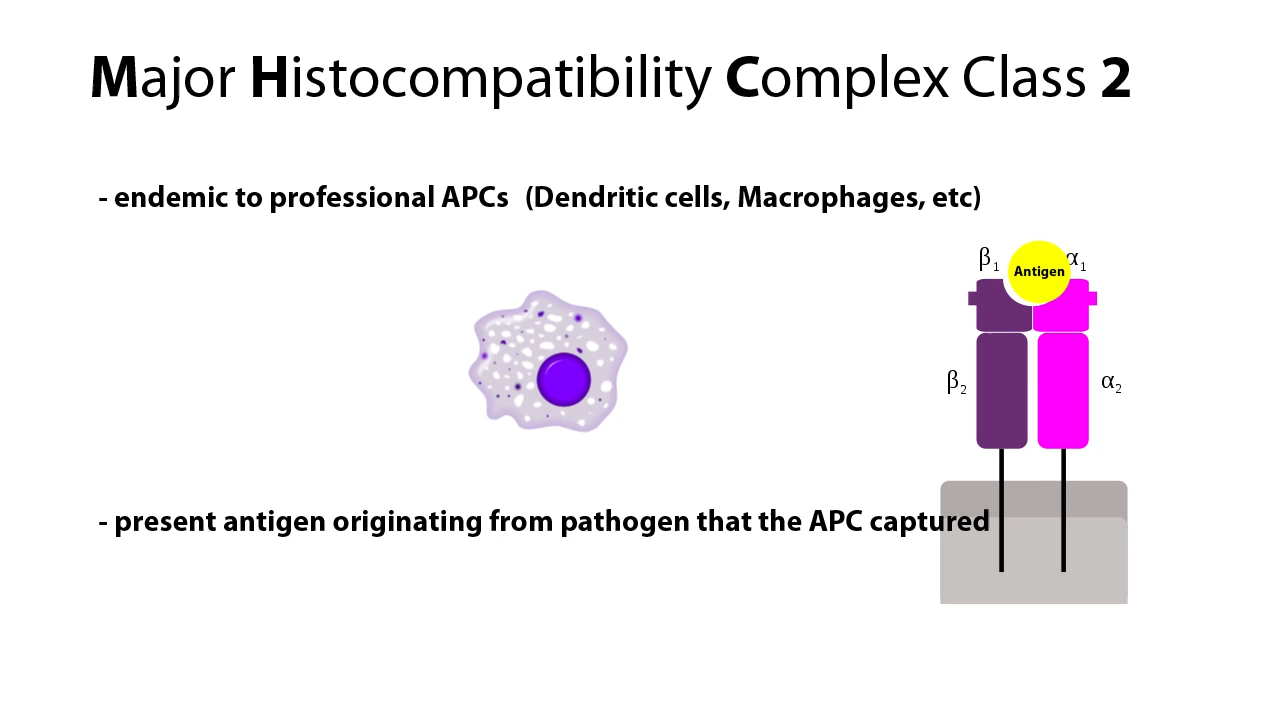 Major Histocompatibility Complex Class 2
- endemic to professional APCs (Dendritic cells, Macrophages, etc)
β1
Antigen
α1
β2
α2
- present antigen originating from pathogen that the APC captured